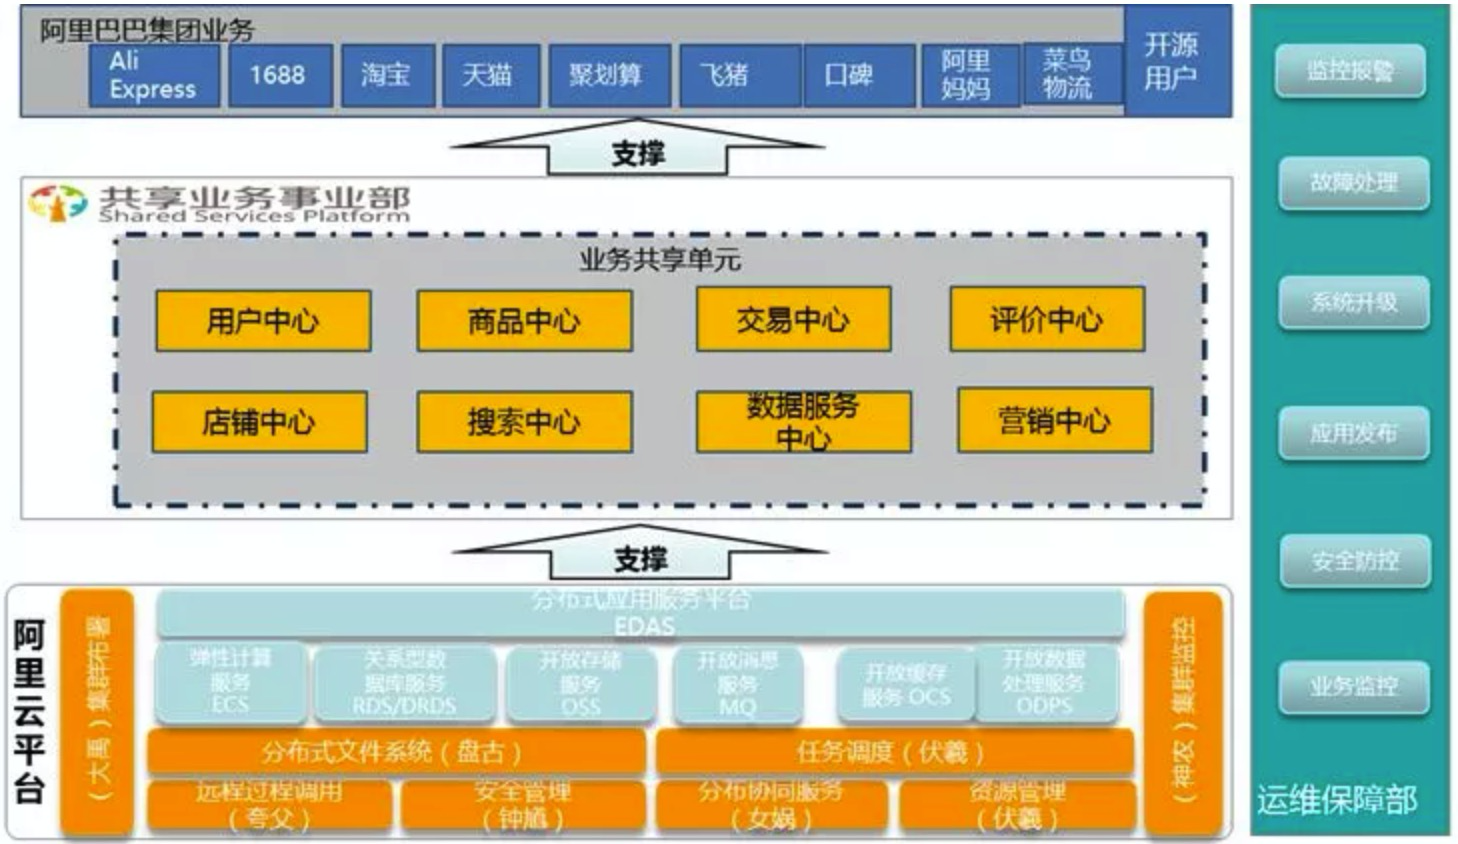 阿里巴巴集团业务
Ali
Express
1688
淘宝
天猫
聚划算
飞猪
口碑
阿里
妈妈
菜鸟
物流
开源
用户
支撑
共享业务事业部
Shared Services Platform
业务共享单元
用户中心
商品中心
交易中心
评价中心
店铺中心
搜索中心
数据服务
中心
营销中心
支撑
阿里云平台
(大禹)集群布署
分布式应用服务平台
EDAS
弹性计算
服务
ECS
关系型数
据库服务
RDS/DRDS
开放存储
服务
OSS
开放消息
服务
MQ
开放缓存
服务 OCS
开放数据
处理服务
ODPS
分布式文件系统(盘古)
任务调度(伏羲)
远程过程调用
(夸父)
安全管理
(钟馗)
分布协同服务
(女娲)
资源管理
(伏羲)
(神农)集群监控
监控报警
故障处理
系统升级
应用发布
安全防控
业务监控
运维保障部